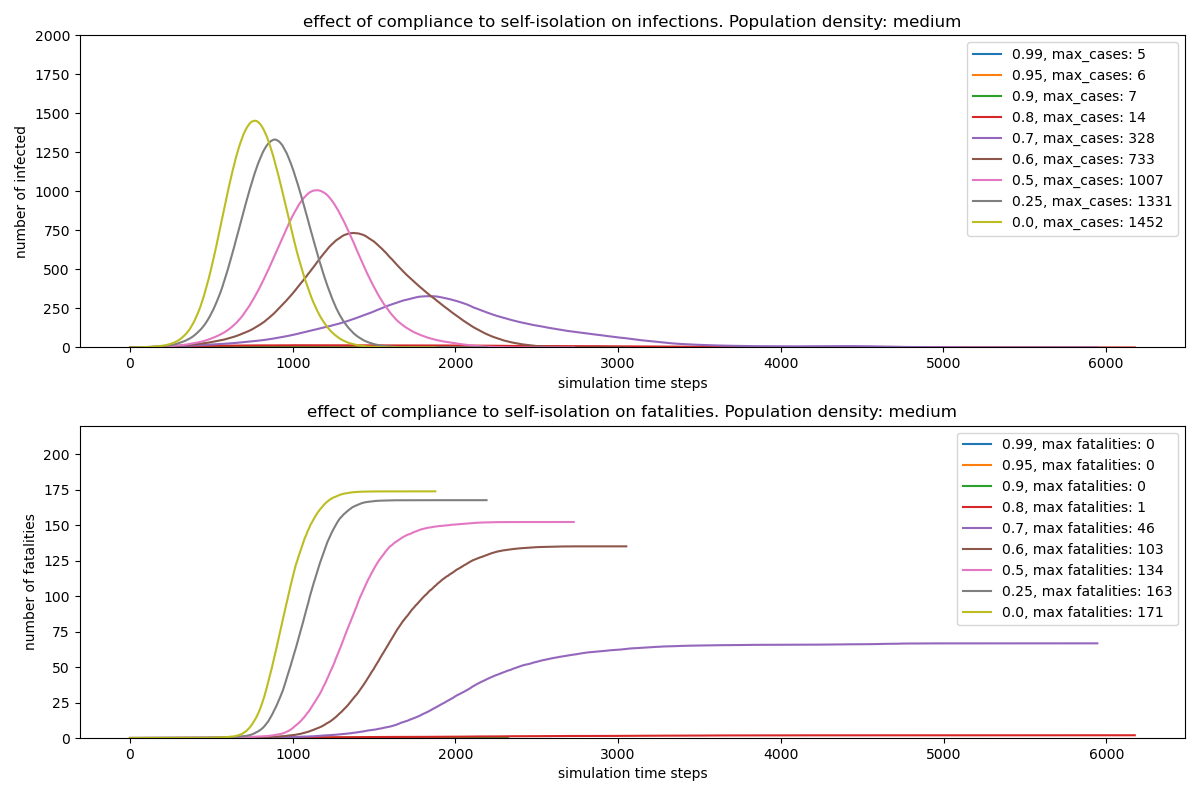 effect of compliance to self-isolation on infections. Population density: medium
number of infected
2000
1750
1500
1250
1000
750
500
250
0
0.99, max_cases: 5
0.95, max_cases: 6
0.9, max_cases: 7
0.8, max_cases: 14
0.7, max_cases: 328
0.6, max_cases: 733
0.5, max_cases: 1007
0.25, max_cases: 1331
0.0, max_cases: 1452
0 1000 2000 3000 4000 5000 6000
simulation time steps
effect of compliance to self-isolation on fatalities. Population density: medium
number of fatalities
200
175
150
125
100
75
50
25
0
0.99, max fatalities: 0
0.95, max fatalities: 0
0.9, max fatalities: 0
0.8, max fatalities: 1
0.7, max fatalities: 46
0.6, max fatalities: 103
0.5, max fatalities: 134
0.25, max fatalities: 163
0.0, max fatalities: 171
0 1000 2000 3000 4000 5000 6000
simulation time steps